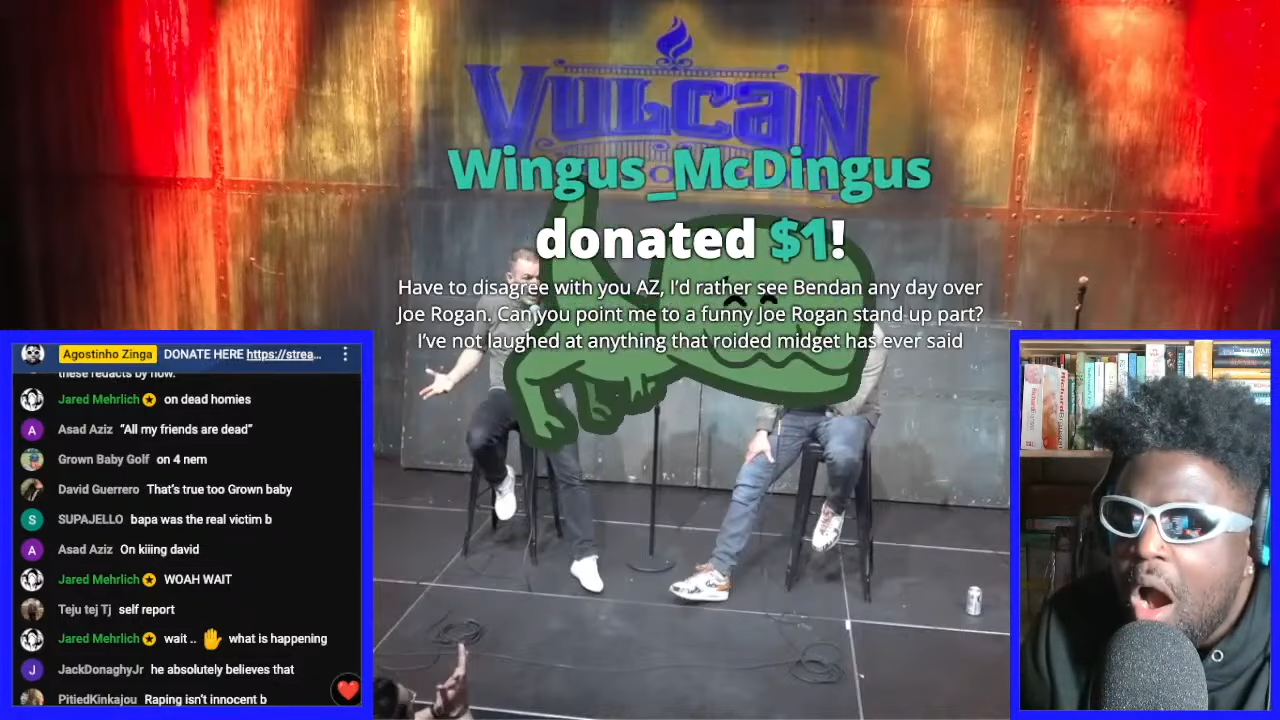 VULCAN
Wingus_McDingus
donated $1!
Have to disagree with you AZ, I'd rather see Bendan any day over
Joe Rogan. Can you point me to a funny Joe Rogan stand up part?
I've not laughed at anything that roided midget has ever said
Agostinho Zinga DONATE HERE https://strea...
these redacts by now.
Jared Mehrlich on dead homies
Asad Aziz “All my friends are dead”
Grown Baby Golf on 4 nem
David Guerrero That's true too Grown baby
SUPAJELLO bapa was the real victim b
Asad Aziz On kiiing david
Jared Mehrlich WOAH WAIT
Teju tej Tj self report
Jared Mehrlich wait .. ✋ what is happening
JackDonaghyJr he absolutely believes that
PitiedKinkajou Raping isn't innocent b